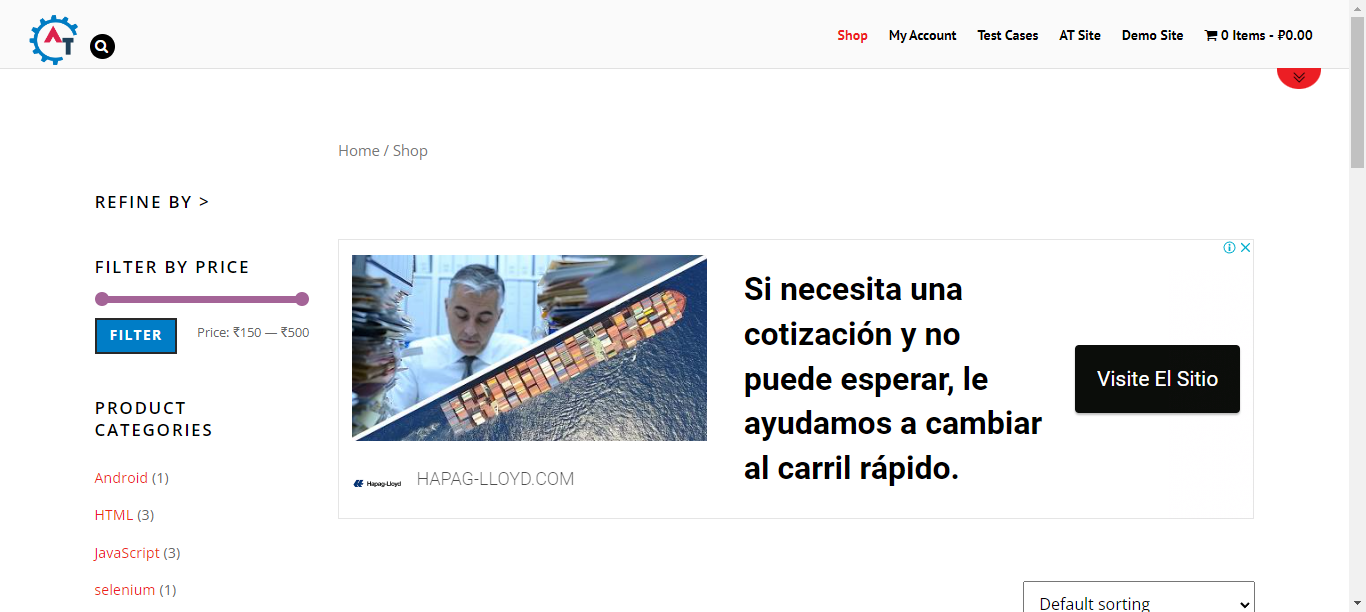 AT
Shop My Account Test Cases AT Site Demo Site 0 Items - ₽0.00
Home / Shop
REFINE BY >
FILTER BY PRICE
FILTER Price: ₹150 — ₹500
PRODUCT
CATEGORIES
Android (1)
HTML (3)
JavaScript (3)
selenium (1)
Si necesita una
cotización y no
puede esperar, le
ayudamos a cambiar
al carril rápido.
Visite El Sitio
Hapag-Lloyd HAPAG-LLOYD.COM
Default sorting